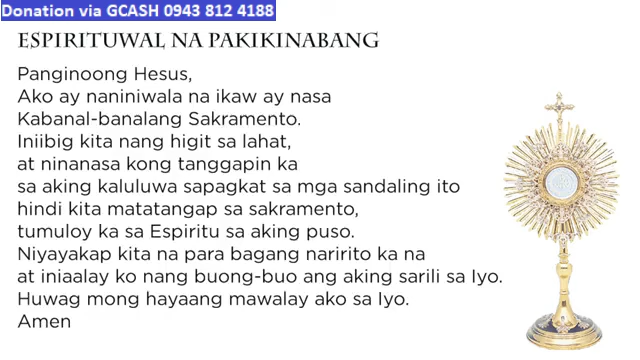 Donation via GCASH 0943 812 4188
ESPIRITUWAL NA PAKIKINABANG
Panginoong Hesus,
Ako ay naniniwala na ikaw ay nasa
Kabanal-banalang Sakramento.
Iniibig kita nang higit sa lahat,
at ninanasa kong tanggapin ka
sa aking kaluluwa sapagkat sa mga sandaling ito
hindi kita matatangap sa sakramento,
tumuloy ka sa Espiritu sa aking puso.
Niyayakap kita na para bagang naririto ka na
at iniaalay ko nang buong-buo ang aking sarili sa Iyo.
Huwag mong hayaang mawalay ako sa Iyo.
Amen